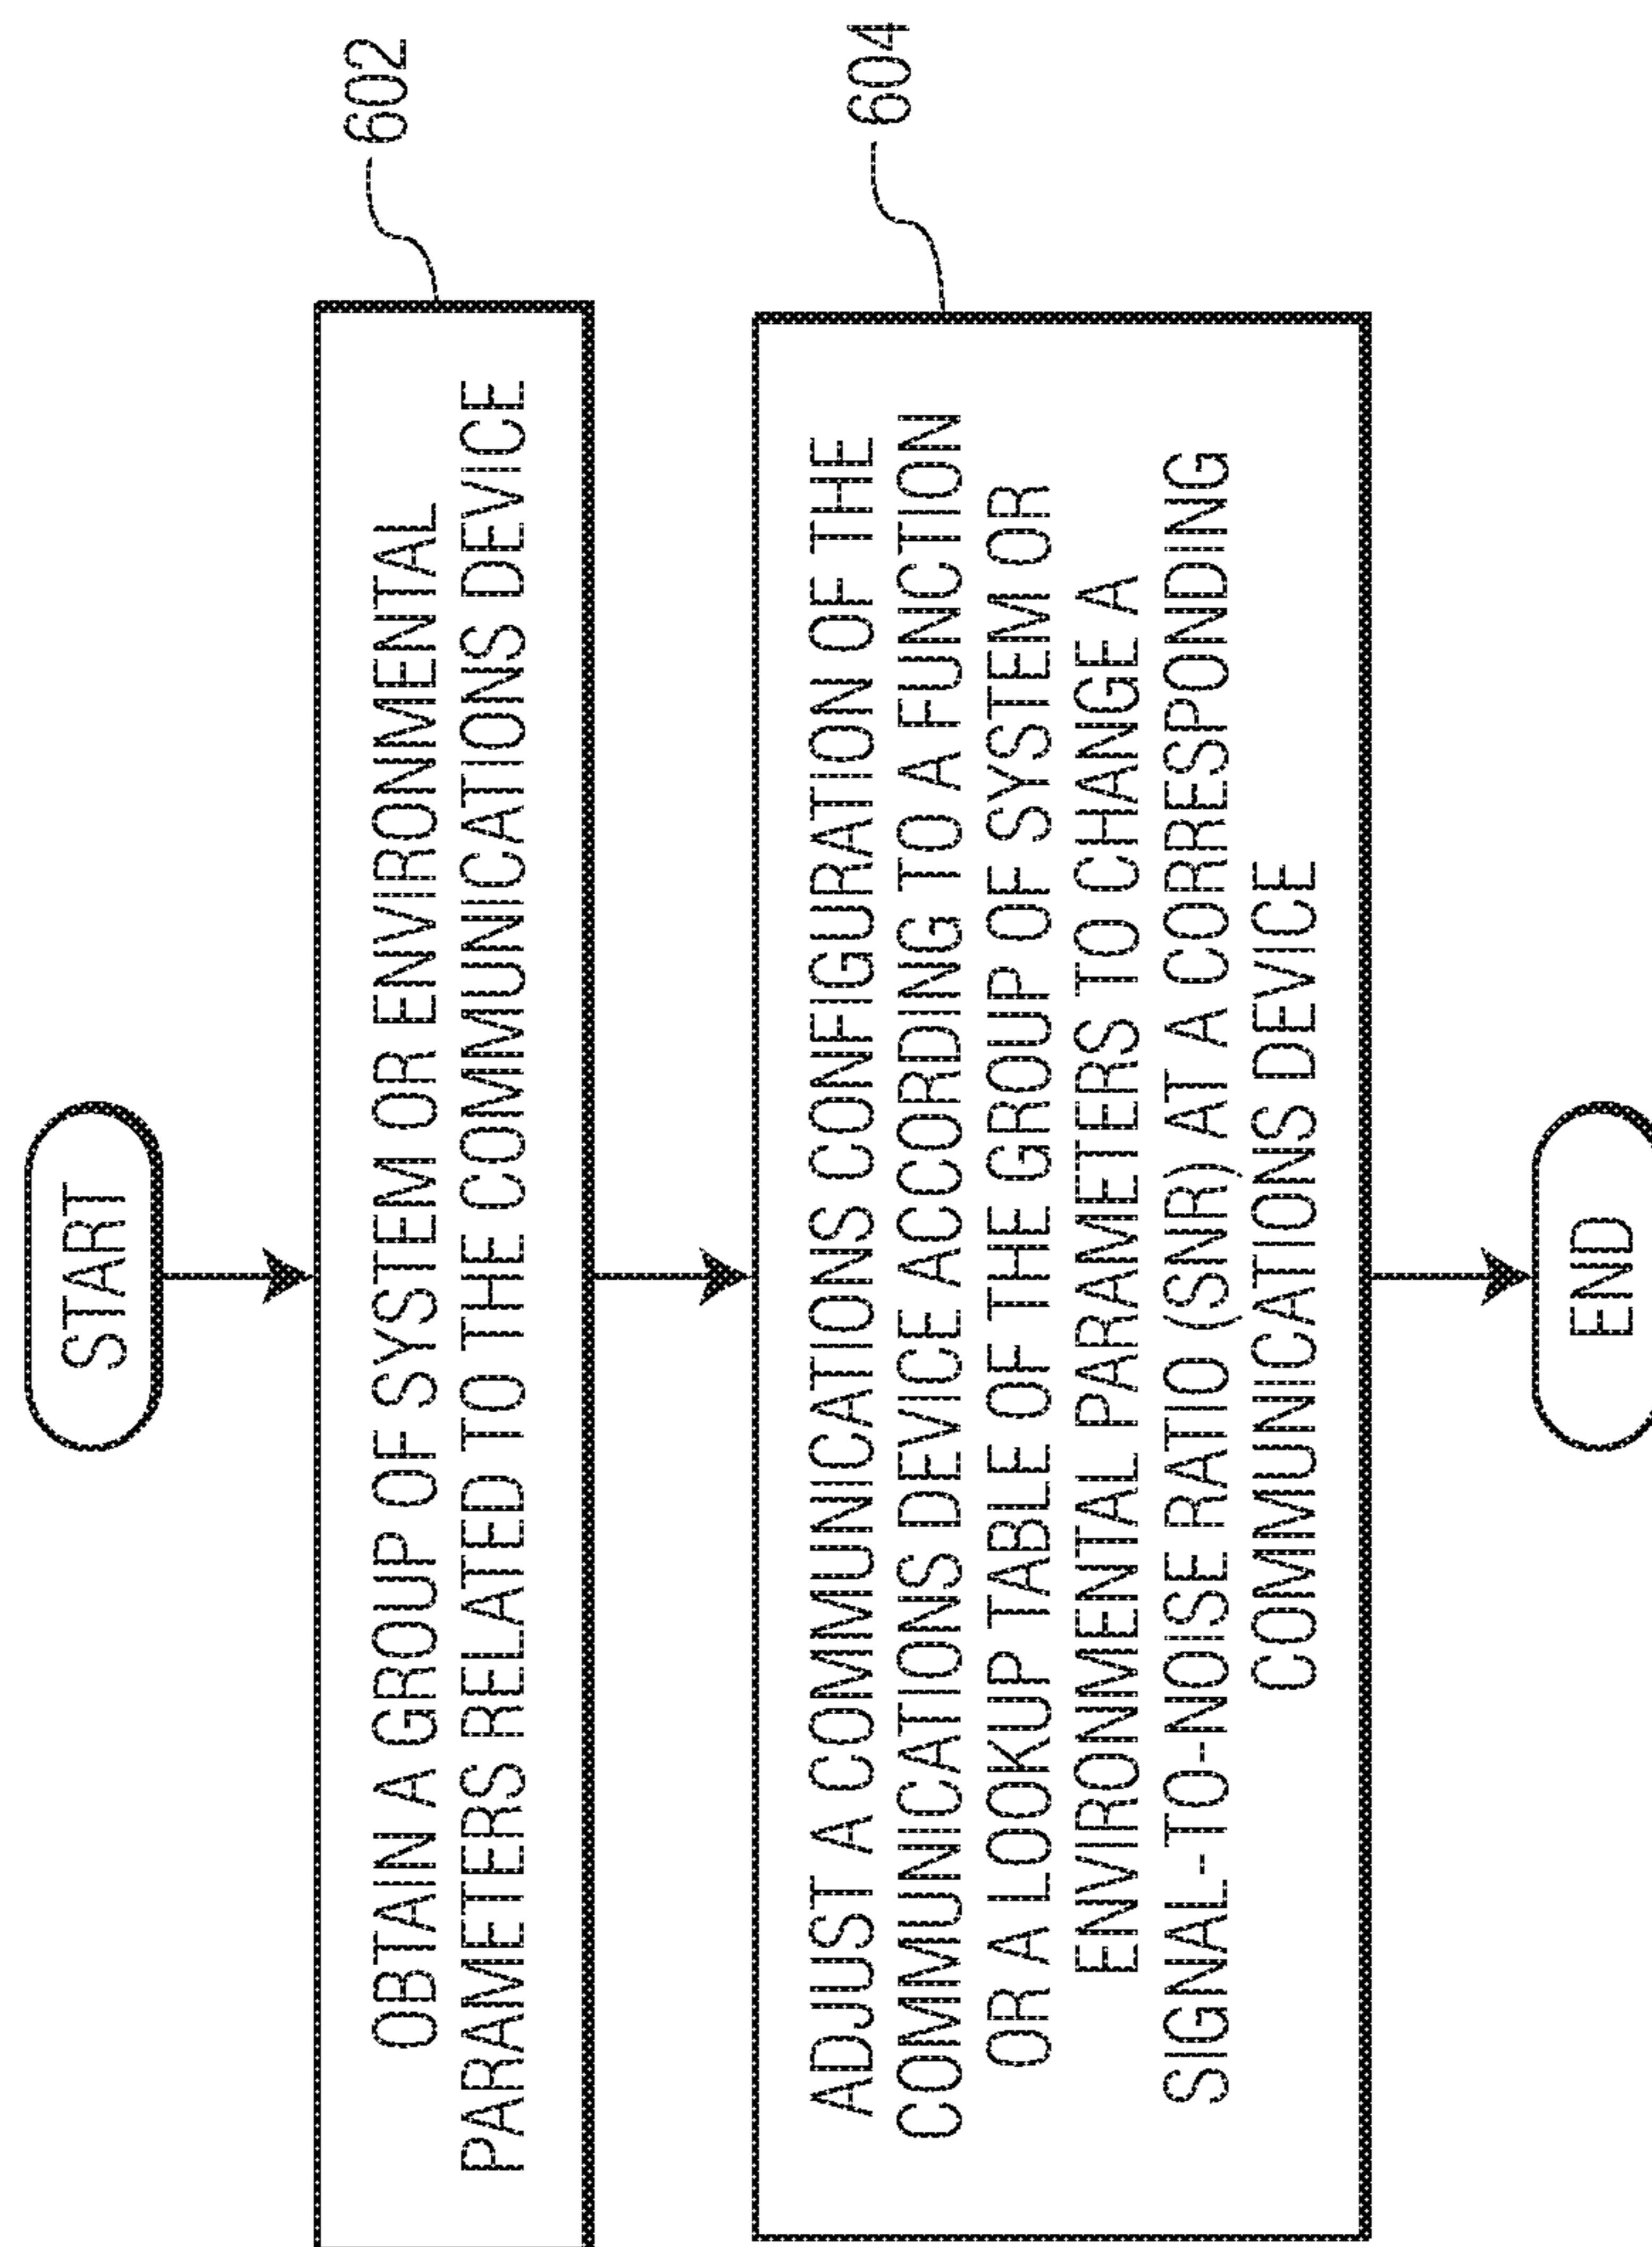 START
602
OBTAIN A GROUP OF SYSTEM OR ENVIRONMENTAL
PARAMETERS RELATED TO THE COMMUNICATIONS DEVICE
604
ADJUST A COMMUNICATIONS CONFIGURATION OF THE
COMMUNICATIONS DEVICE ACCORDING TO A FUNCTION
OR A LOOKUP TABLE OF THE GROUP OF SYSTEM OR
ENVIRONMENTAL PARAMETERS TO CHANGE A
SIGNAL-TO-NOISE RATIO (SNR) AT A CORRESPONDING
COMMUNICATIONS DEVICE
END